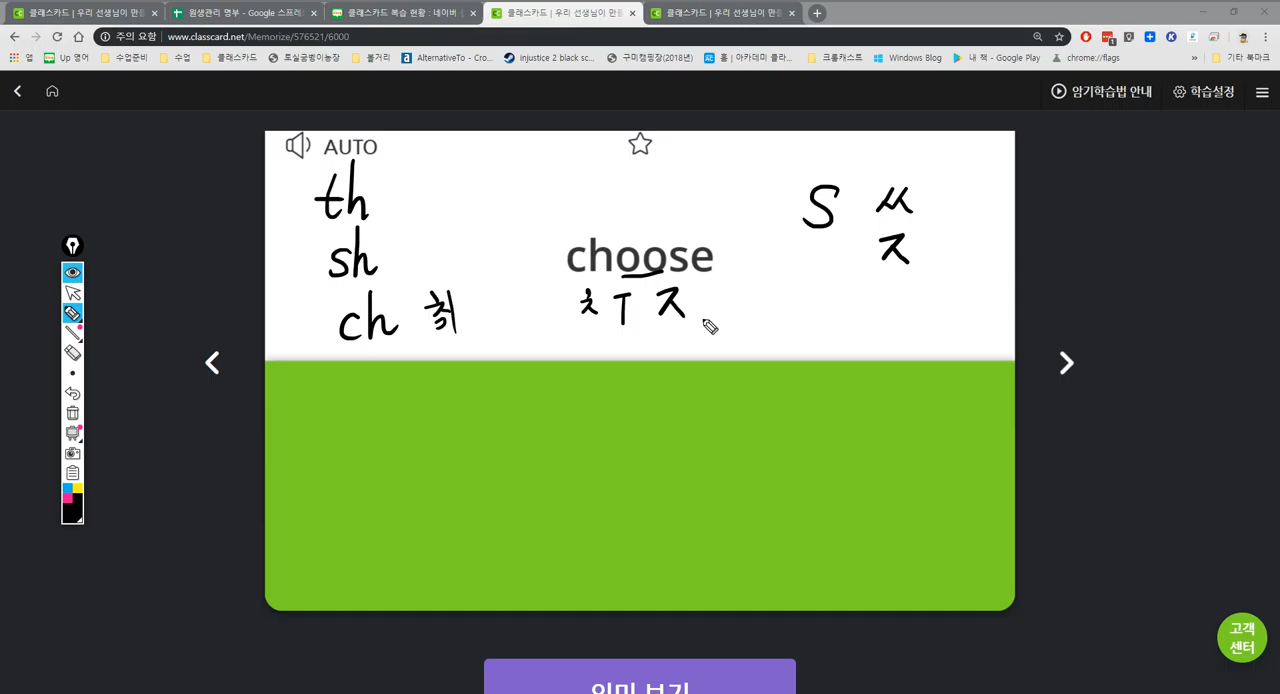 클래스카드 | 우리 선생님이 만든
원생관리 명부 - Google 스프레
클래스카드 복습 현황 : 네이버
클래스카드 | 우리 선생님이 만든
클래스카드 | 우리 선생님이 만든
주의 요함 www.classcard.net/Memorize/576521/6000
앱 Up 영어 수업준비 수업 클래스카드 토실굼벵이농장 볼거리 AlternativeTo - Cro... Injustice 2 black sc... 구미캠핑장(2018년) 홈 | 아카데미 클라... 크롬캐스트 Windows Blog 내 책 - Google Play chrome://flags » 기타 북마크
암기학습법 안내 학습설정
AUTO
th
sh
ch 칡
choose
ㅊ ㅜ ㅈ
S ㅆ
ㅈ
고객
센터
의미 보기